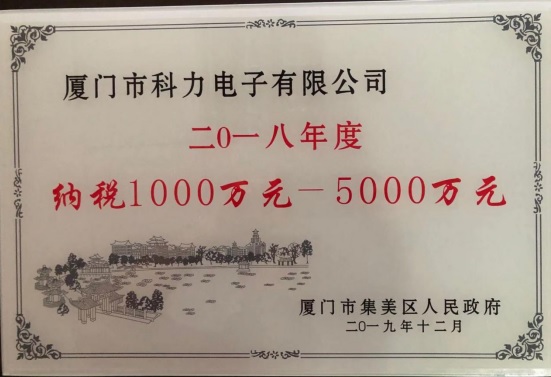 厦门市科力电子有限公司
二0一八年度
纳税1000万元－5000万元
厦门市集美区人民政府
二〇一九年十二月